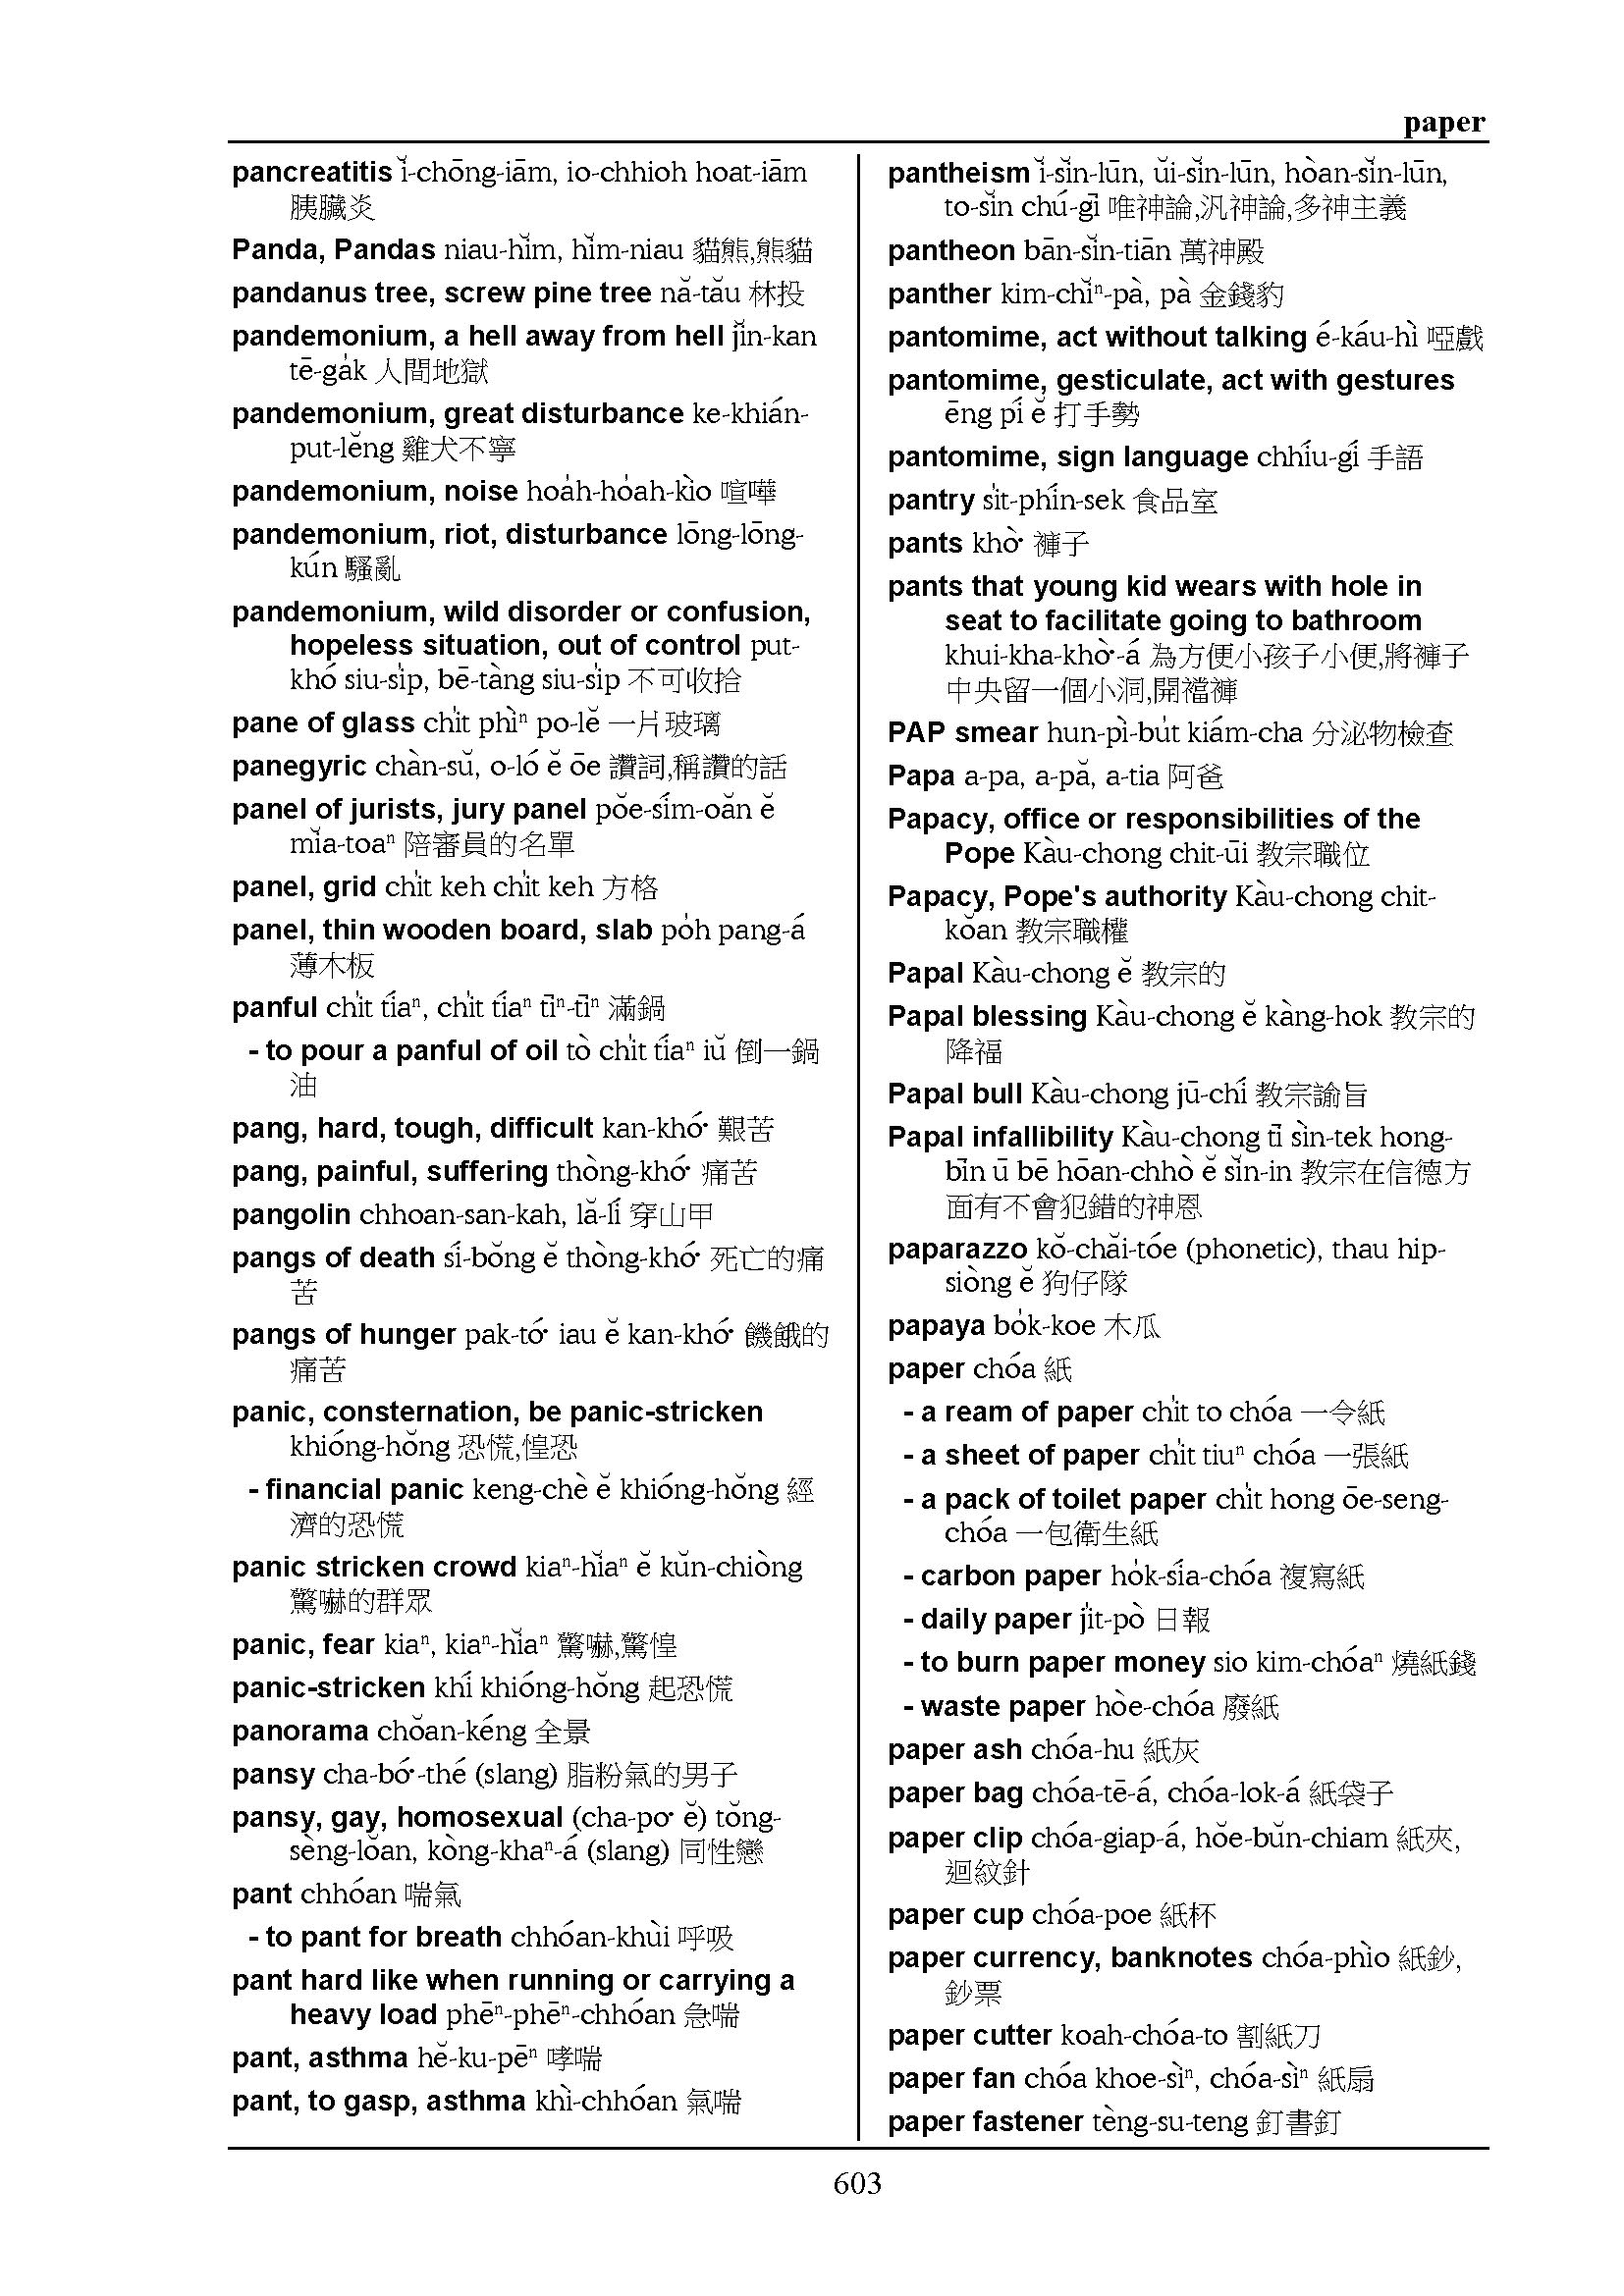 paper
pancreatitis ĭ-chōng-iām, io-chhioh hoat-iām
胰臟炎
Panda, Pandas niau-hĭm, hĭm-niau 貓熊,熊貓
pandanus tree, screw pine tree nă-tău 林投
pandemonium, a hell away from hell jĭn-kan
tē-ga̍k 人間地獄
pandemonium, great disturbance ke-khián-
put-lĕng 雞犬不寧
pandemonium, noise hoa̍h-ho̍ah-kìo 喧嘩
pandemonium, riot, disturbance lōng-lōng-
kún 騷亂
pandemonium, wild disorder or confusion,
hopeless situation, out of control put-
khó siu-si̍p, bē-tàng siu-si̍p 不可收拾
pane of glass chi̍t phìⁿ po-lĕ 一片玻璃
panegyric chàn-sŭ, o-ló ĕ ōe 讚詞,稱讚的話
panel of jurists, jury panel pŏe-sím-oăn ĕ
mĭa-toaⁿ 陪審員的名單
panel, grid chi̍t keh chi̍t keh 方格
panel, thin wooden board, slab po̍h pang-á
薄木板
panful chi̍t tíaⁿ, chi̍t tíaⁿ tīⁿ-tīⁿ 滿鍋
- to pour a panful of oil tò chi̍t tíaⁿ iŭ 倒一鍋
油
pang, hard, tough, difficult kan-khó͘ 艱苦
pang, painful, suffering thòng-khó͘ 痛苦
pangolin chhoan-san-kah, lă-lí 穿山甲
pangs of death sí-bŏng ĕ thòng-khó͘ 死亡的痛
苦
pangs of hunger pak-tó͘ iau ĕ kan-khó͘ 饑餓的
痛苦
panic, consternation, be panic-stricken
khióng-hŏng 恐慌,惶恐
- financial panic keng-chè ĕ khióng-hŏng 經
濟的恐慌
panic stricken crowd kiaⁿ-hĭaⁿ ĕ kŭn-chiòng
驚嚇的群眾
panic, fear kiaⁿ, kiaⁿ-hĭaⁿ 驚嚇,驚惶
panic-stricken khí khióng-hŏng 起恐慌
panorama chŏan-kéng 全景
pansy cha-bó͘-thé (slang) 脂粉氣的男子
pansy, gay, homosexual (cha-po͘ ĕ) tŏng-
sèng-lŏan, kòng-khaⁿ-á (slang) 同性戀
pant chhóan 喘氣
- to pant for breath chhóan-khùi 呼吸
pant hard like when running or carrying a
heavy load phēⁿ-phēⁿ-chhóan 急喘
pant, asthma hĕ-ku-pēⁿ 哮喘
pant, to gasp, asthma khì-chhóan 氣喘
pantheism ĭ-sĭn-lūn, ŭi-sĭn-lūn, hòan-sĭn-lūn,
to-sĭn chú-gī 唯神論,汎神論,多神主義
pantheon bān-sĭn-tiān 萬神殿
panther kim-chĭⁿ-pà, pà 金錢豹
pantomime, act without talking é-káu-hì 啞戲
pantomime, gesticulate, act with gestures
ēng pí ĕ 打手勢
pantomime, sign language chhíu-gí 手語
pantry si̍t-phín-sek 食品室
pants khò͘ 褲子
pants that young kid wears with hole in
seat to facilitate going to bathroom
khui-kha-khò͘-á 為方便小孩子小便,將褲子
中央留一個小洞,開襠褲
PAP smear hun-pì-bu̍t kiám-cha 分泌物檢查
Papa a-pa, a-pă, a-tia 阿爸
Papacy, office or responsibilities of the
Pope Kàu-chong chit-ūi 教宗職位
Papacy, Pope's authority Kàu-chong chit-
kŏan 教宗職權
Papal Kàu-chong ĕ 教宗的
Papal blessing Kàu-chong ĕ kàng-hok 教宗的
降福
Papal bull Kàu-chong jū-chí 教宗諭旨
Papal infallibility Kàu-chong tī sìn-tek hong-
bīn ū bē hōan-chhò ĕ sĭn-in 教宗在信德方
面有不會犯錯的神恩
paparazzo kŏ-chăi-tóe (phonetic), thau hip-
siòng ĕ 狗仔隊
papaya bo̍k-koe 木瓜
paper chóa 紙
- a ream of paper chi̍t to chóa 一令紙
- a sheet of paper chi̍t tiuⁿ chóa 一張紙
- a pack of toilet paper chi̍t hong ōe-seng-
chóa 一包衛生紙
- carbon paper ho̍k-sía-chóa 複寫紙
- daily paper ji̍t-pò 日報
- to burn paper money sio kim-chóaⁿ 燒紙錢
- waste paper hòe-chóa 廢紙
paper ash chóa-hu 紙灰
paper bag chóa-tē-á, chóa-lok-á 紙袋子
paper clip chóa-giap-á, hŏe-bŭn-chiam 紙夾,
迴紋針
paper cup chóa-poe 紙杯
paper currency, banknotes chóa-phìo 紙鈔,
鈔票
paper cutter koah-chóa-to 割紙刀
paper fan chóa khoe-sìⁿ, chóa-sìⁿ 紙扇
paper fastener tèng-su-teng 釘書釘
603